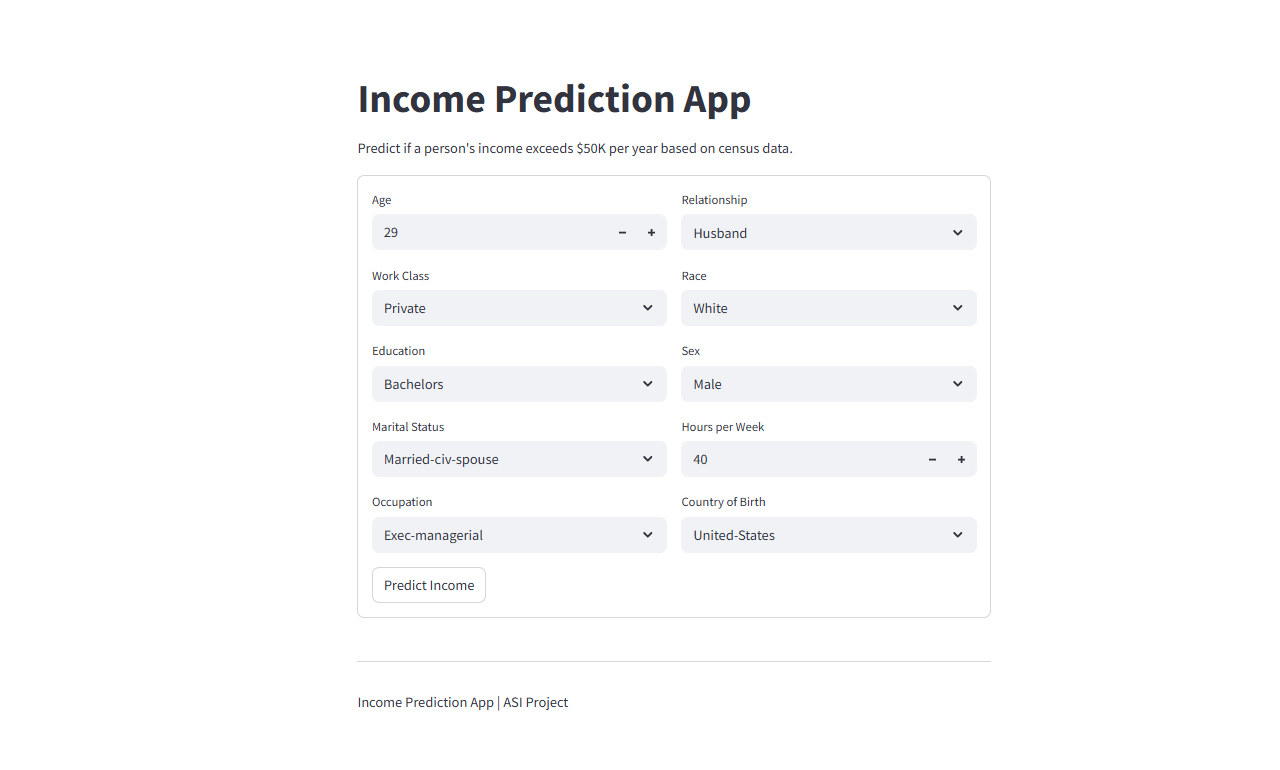 Income Prediction App
Predict if a person's income exceeds $50K per year based on census data.
Age
29
Relationship
Husband
Work Class
Private
Race
White
Education
Bachelors
Sex
Male
Marital Status
Married-civ-spouse
Hours per Week
40
Occupation
Exec-managerial
Country of Birth
United-States
Predict Income
Income Prediction App | ASI Project